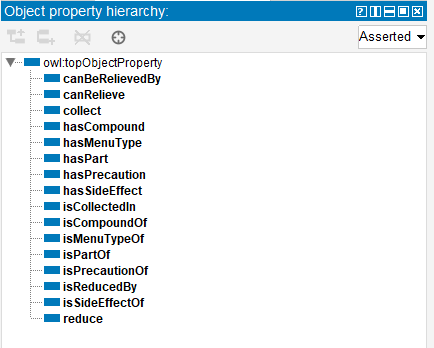 Object property hierarchy:
Asserted
owl:topObjectProperty
canBeRelievedBy
canRelieve
collect
hasCompound
hasMenuType
hasPart
hasPrecaution
hasSideEffect
isCollectedIn
isCompoundOf
isMenuTypeOf
isPartOf
isPrecautionOf
isReducedBy
isSideEffectOf
reduce